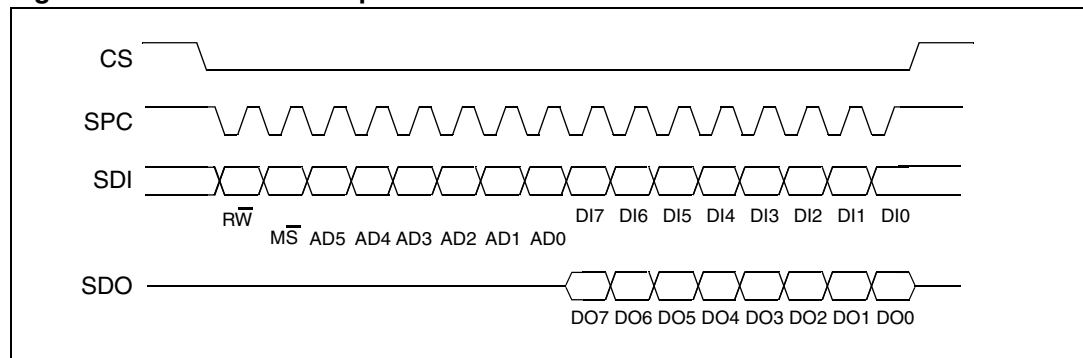 CS
SPC
SDI
DI7 DI6 DI5 DI4 DI3 DI2 DI1 DI0
RW̅
MS̅ AD5 AD4 AD3 AD2 AD1 AD0
SDO
DO7 DO6 DO5 DO4 DO3 DO2 DO1 DO0